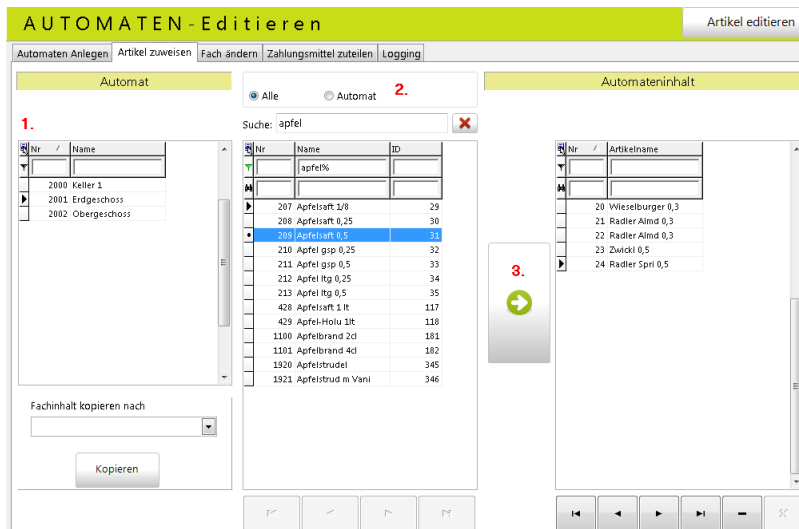 AUTOMATEN-Editieren
Artikel editieren
Automaten Anlegen Artikel zuweisen Fach ändern Zahlungsmittel zuteilen Logging
Automat
Alle Automat 2.
Automateninhalt
1.
Suche: apfel
Nr Name
2000 Keller 1
2001 Erdgeschoss
2002 Obergeschoss
Nr Name ID
apfel%
207 Apfelsaft 1/8 29
208 Apfelsaft 0,25 30
209 Apfelsaft 0,5 31
210 Apfel gsp 0,25 32
211 Apfel gsp 0,5 33
212 Apfel ltg 0,25 34
213 Apfel ltg 0,5 35
428 Apfelsaft 1 lt 117
429 Apfel-Holu 1lt 118
1100 Apfelbrand 2cl 181
1101 Apfelbrand 4cl 182
1920 Apfelstrudel 345
1921 Apfelstrud m Vani 346
3.
Nr Artikelname
20 Wieselburger 0,3
21 Radler Almd 0,3
22 Radler Almd 0,3
23 Zwickl 0,5
24 Radler Spri 0,5
Fachinhalt kopieren nach
Kopieren